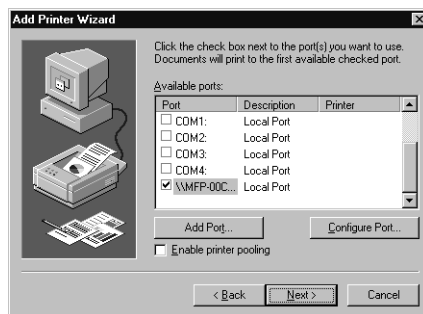 Add Printer Wizard
Click the check box next to the port(s) you want to use.
Documents will print to the first available checked port.
Available ports:
Port Description Printer
COM1: Local Port
COM2: Local Port
COM3: Local Port
COM4: Local Port
\\MFP-00C... Local Port
Add Port... Configure Port...
Enable printer pooling
< Back Next > Cancel